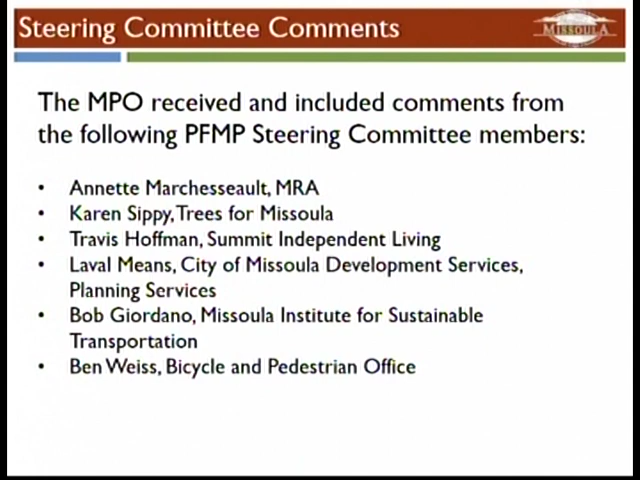 Steering Committee Comments
MISSOULA
The MPO received and included comments from
the following PFMP Steering Committee members:
• Annette Marchesseault, MRA
• Karen Sippy, Trees for Missoula
• Travis Hoffman, Summit Independent Living
• Laval Means, City of Missoula Development Services,
Planning Services
• Bob Giordano, Missoula Institute for Sustainable
Transportation
• Ben Weiss, Bicycle and Pedestrian Office